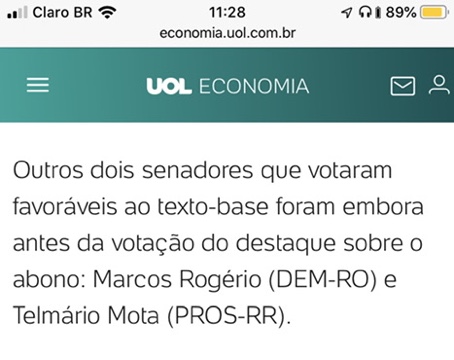 Claro BR 11:28 89%
economia.uol.com.br
UOL ECONOMIA
Outros dois senadores que votaram
favoráveis ao texto-base foram embora
antes da votação do destaque sobre o
abono: Marcos Rogério (DEM-RO) e
Telmário Mota (PROS-RR).